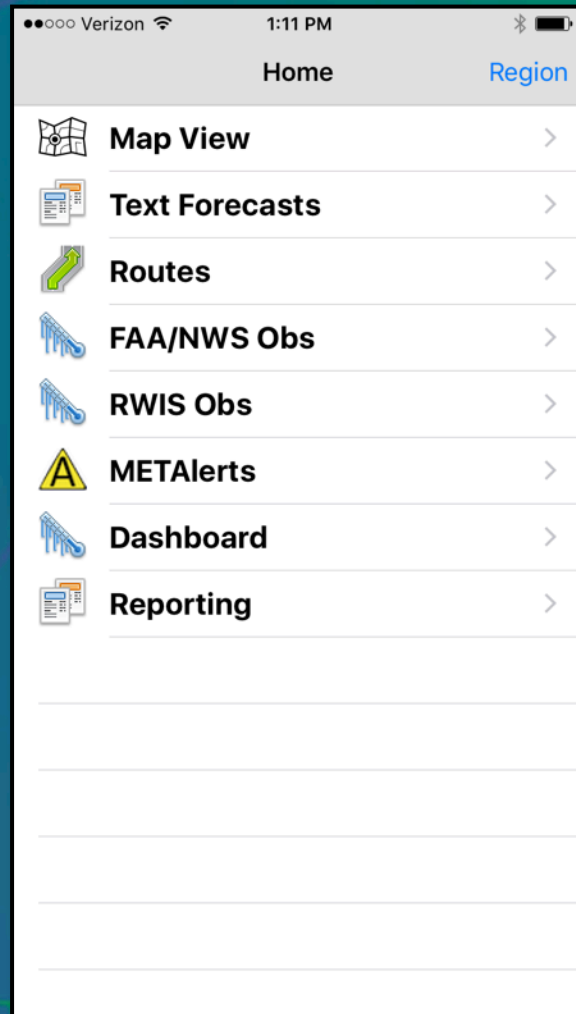 Verizon 1:11 PM
Home Region
Map View
Text Forecasts
Routes
FAA/NWS Obs
RWIS Obs
A METAlerts
Dashboard
Reporting